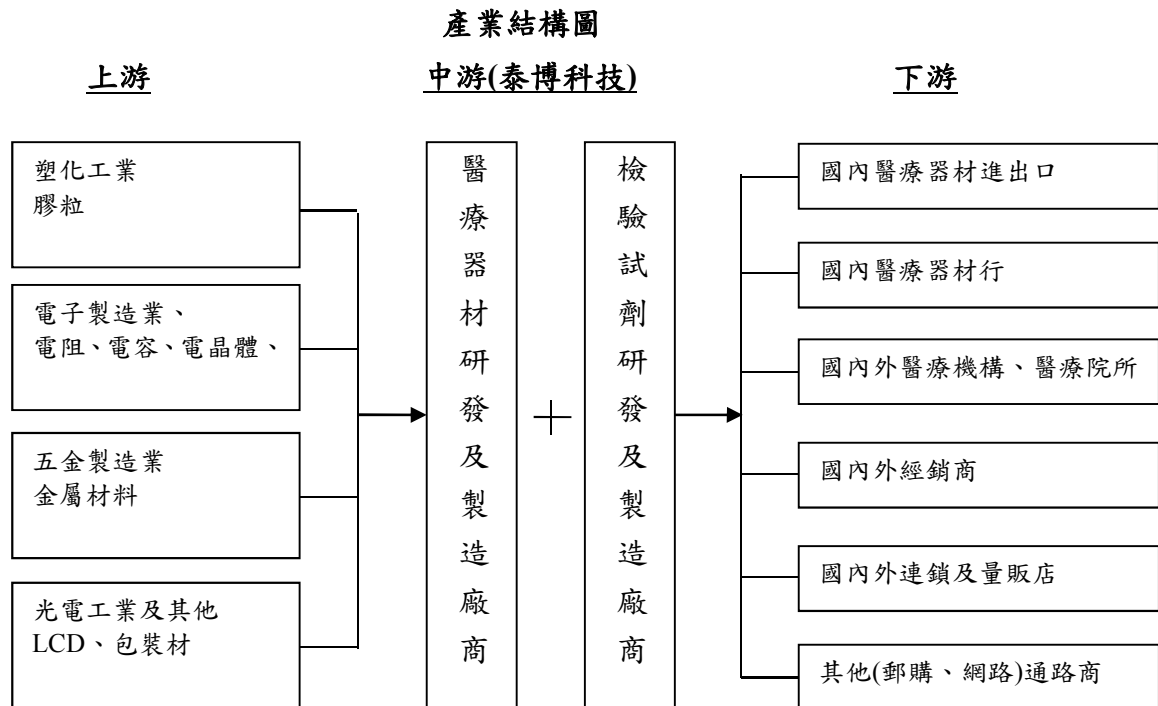 產業結構圖
上游
中游(泰博科技)
下游
塑化工業
膠粒
電子製造業、
電阻、電容、電晶體、
五金製造業
金屬材料
光電工業及其他
LCD、包裝材
醫療器材研發及製造廠商
檢驗試劑研發及製造廠商
國內醫療器材進出口
國內醫療器材行
國內外醫療機構、醫療院所
國內外經銷商
國內外連鎖及量販店
其他(郵購、網路)通路商